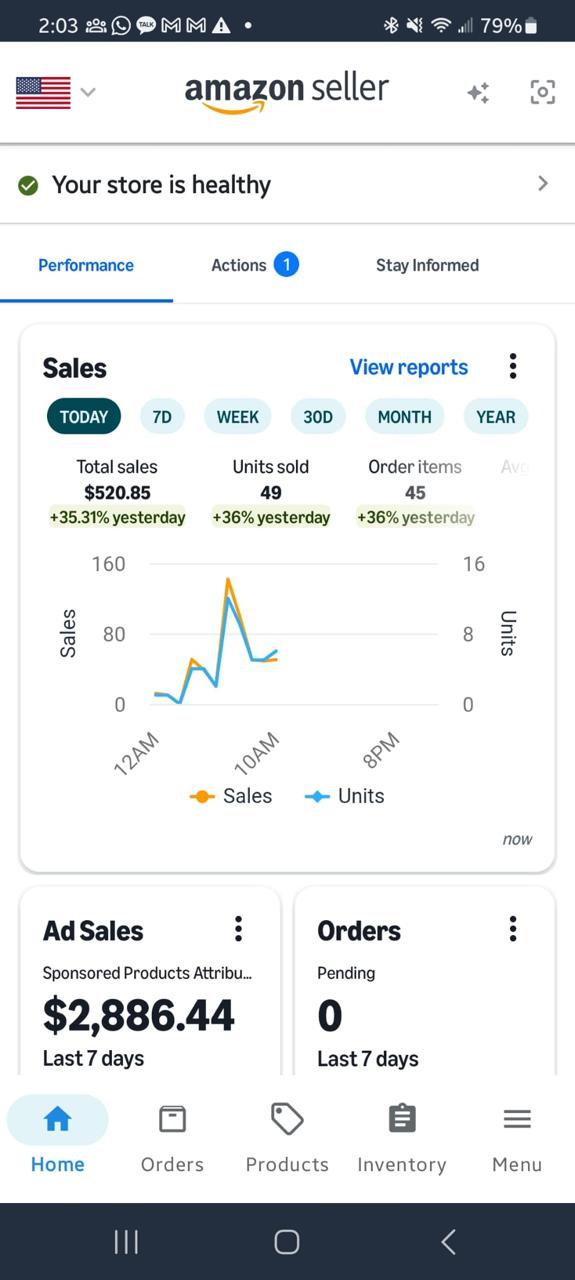 2:03 TALK 79%
amazon seller
Your store is healthy
Performance Actions 1 Stay Informed
Sales View reports
TODAY 7D WEEK 30D MONTH YEAR
Total sales Units sold Order items Avg
$520.85 49 45
+35.31% yesterday +36% yesterday +36% yesterday
160 16
Sales 80 8 Units
0 0
12AM 10AM 8PM
Sales Units
now
Ad Sales Orders
Sponsored Products Attribu... Pending
$2,886.44 0
Last 7 days Last 7 days
Home Orders Products Inventory Menu